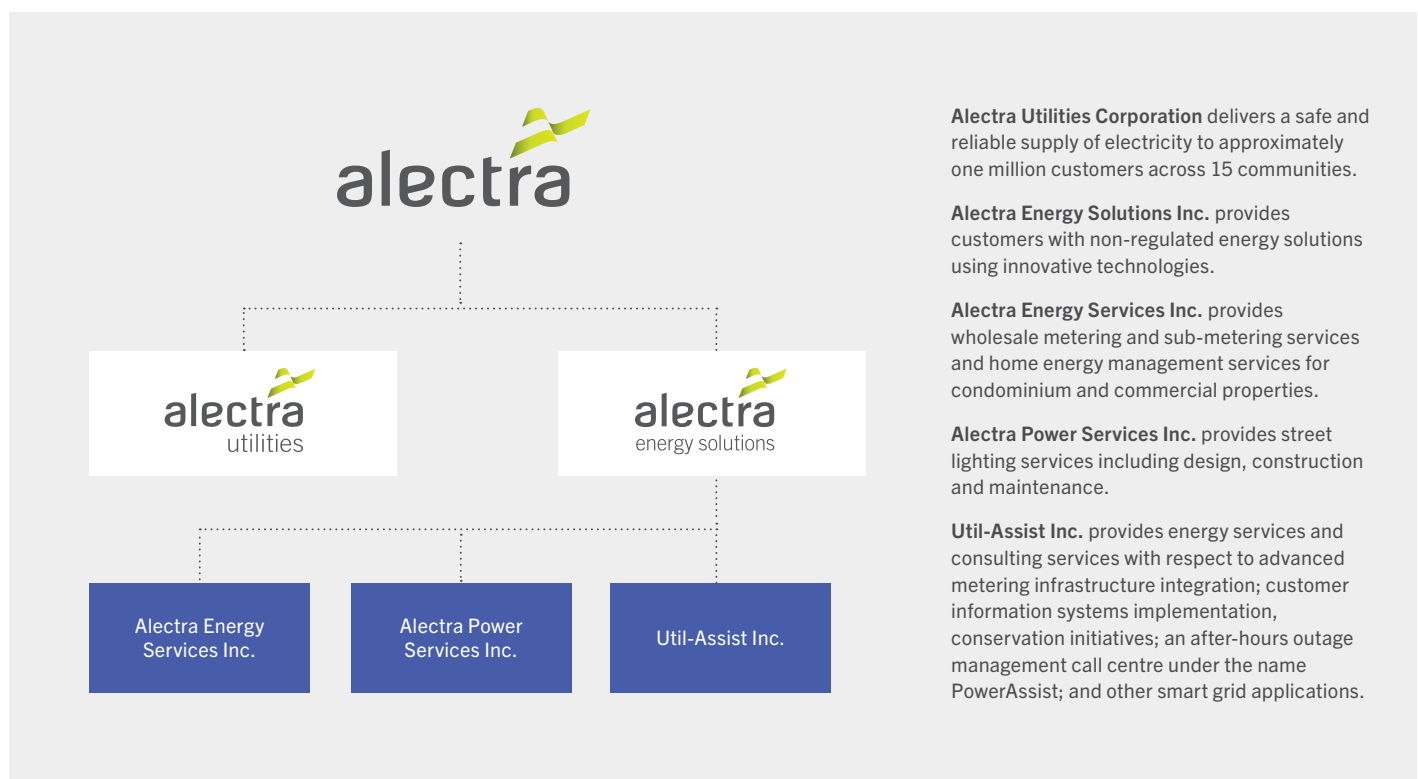 alectra
alectra
utilities
alectra
energy solutions
Alectra Energy
Services Inc.
Alectra Power
Services Inc.
Util-Assist Inc.
Alectra Utilities Corporation delivers a safe and
reliable supply of electricity to approximately
one million customers across 15 communities.
Alectra Energy Solutions Inc. provides
customers with non-regulated energy solutions
using innovative technologies.
Alectra Energy Services Inc. provides
wholesale metering and sub-metering services
and home energy management services for
condominium and commercial properties.
Alectra Power Services Inc. provides street
lighting services including design, construction
and maintenance.
Util-Assist Inc. provides energy services and
consulting services with respect to advanced
metering infrastructure integration; customer
information systems implementation,
conservation initiatives; an after-hours outage
management call centre under the name
PowerAssist; and other smart grid applications.